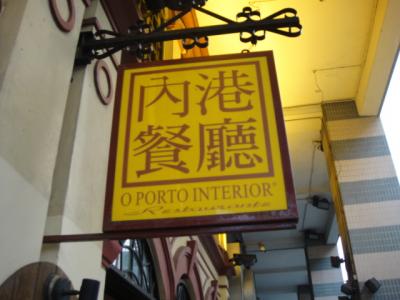 內港
餐廳
O PORTO INTERIOR®
Restaurante